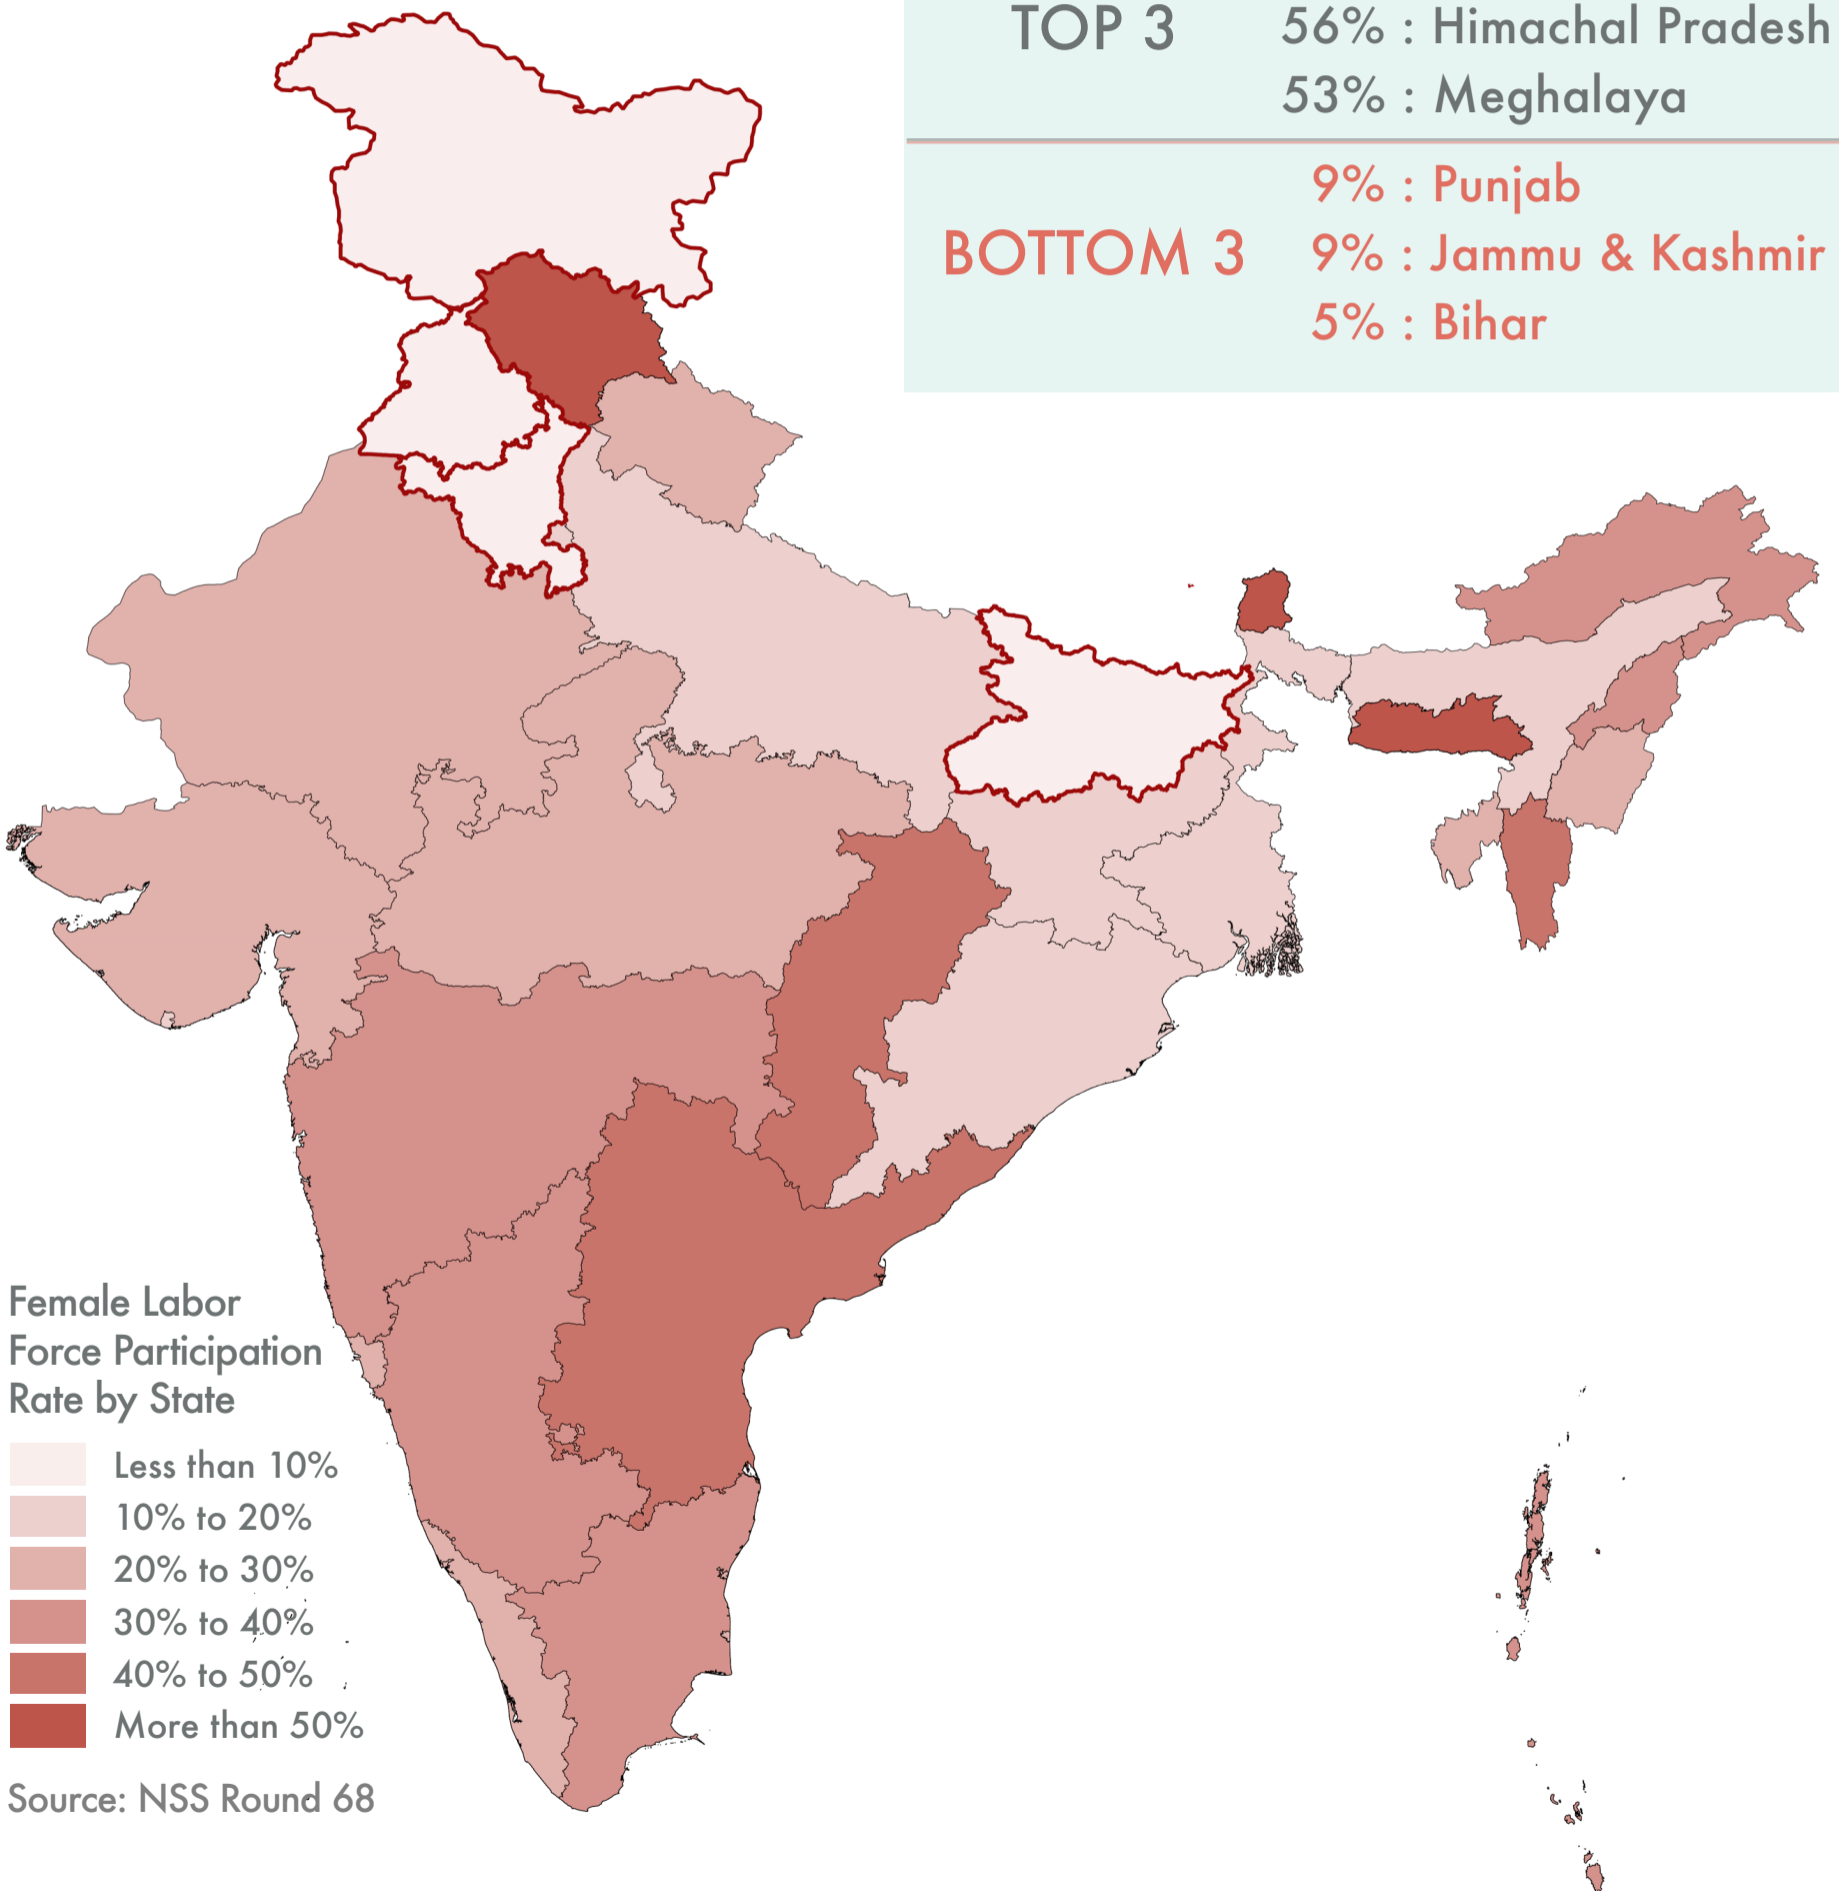 TOP 3
56% : Himachal Pradesh
53% : Meghalaya
BOTTOM 3
9% : Punjab
9% : Jammu & Kashmir
5% : Bihar
Female Labor
Force Participation
Rate by State
Less than 10%
10% to 20%
20% to 30%
30% to 40%
40% to 50%
More than 50%
Source: NSS Round 68